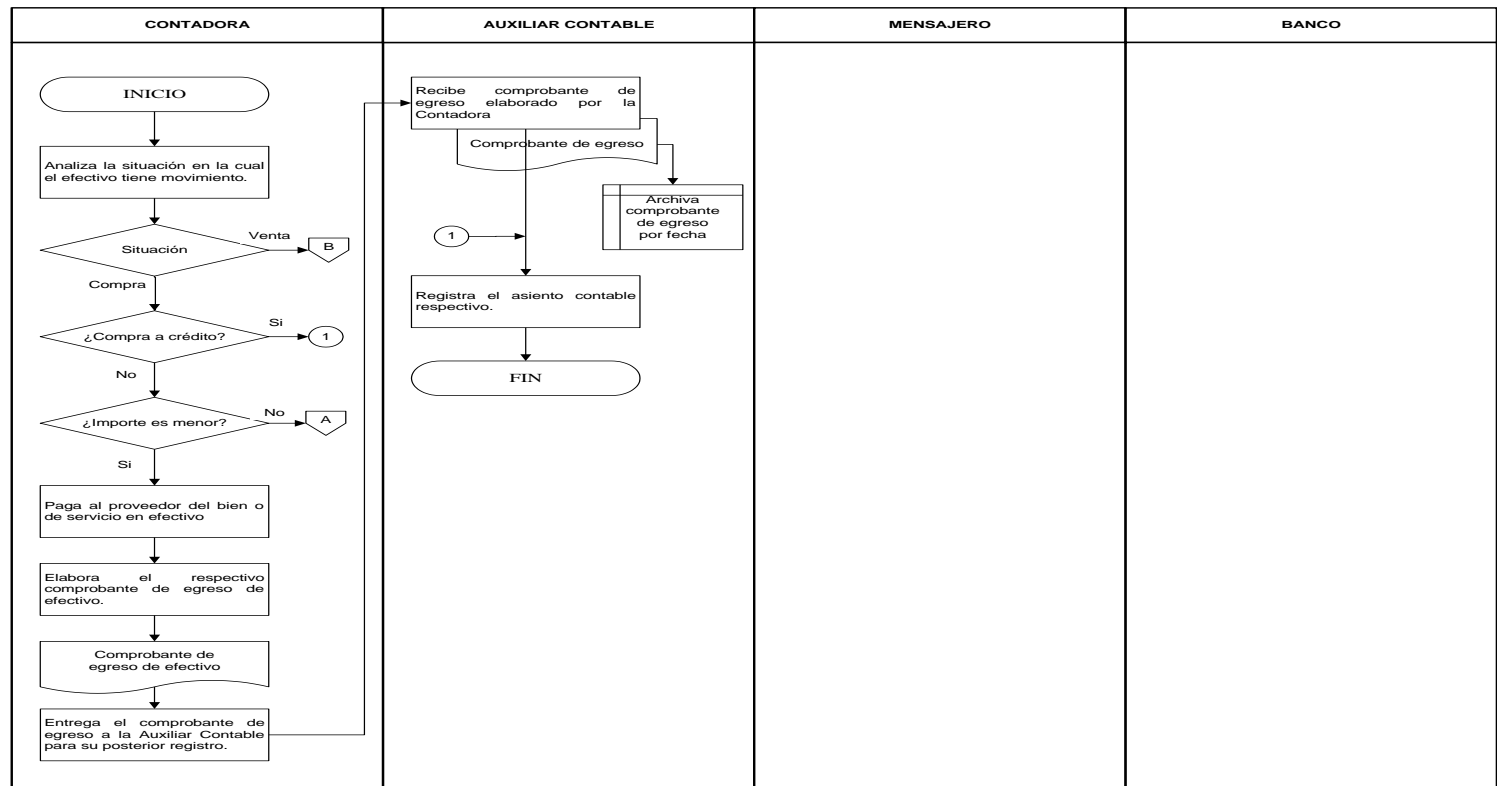 CONTADORA
AUXILIAR CONTABLE
MENSAJERO
BANCO
INICIO
Analiza la situación en la cual
el efectivo tiene movimiento.
Situación
Venta
B
Compra
¿Compra a crédito?
Si
1
No
¿Importe es menor?
No
A
Si
Paga al proveedor del bien o
de servicio en efectivo
Elabora el respectivo
comprobante de egreso de
efectivo.
Comprobante de
egreso de efectivo
Entrega el comprobante de
egreso a la Auxiliar Contable
para su posterior registro.
Recibe comprobante de
egreso elaborado por la
Contadora
Comprobante de egreso
Archiva
comprobante
de egreso
por fecha
1
Registra el asiento contable
respectivo.
FIN